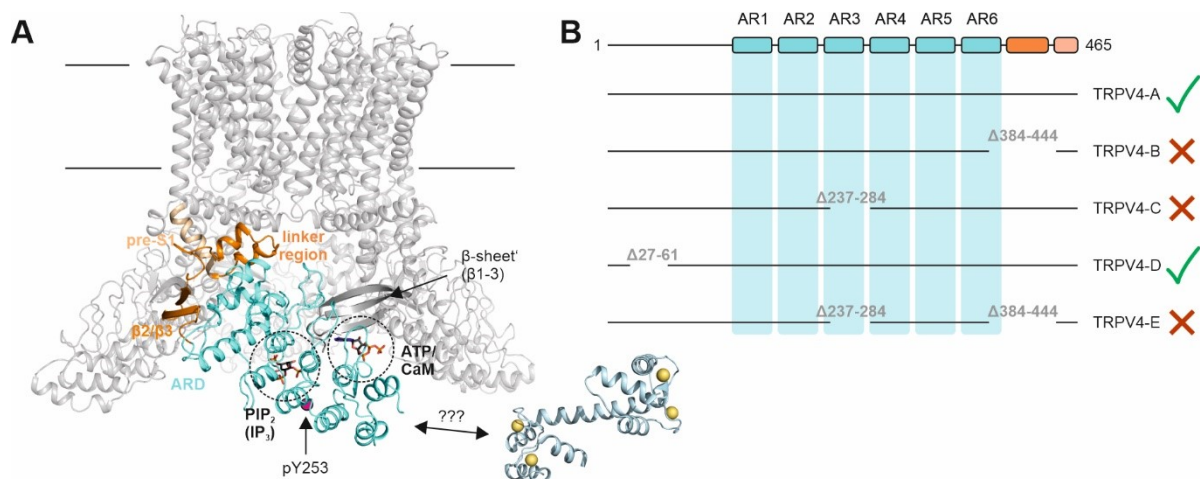 A
pre-S1
linker
region
β-sheet'
(β1-3)
β2/β3
ARD
ATP/
CaM
PIP2
(IP3)
???
pY253
B
AR1 AR2 AR3 AR4 AR5 AR6
1 465
TRPV4-A
Δ384-444
TRPV4-B
Δ237-284
TRPV4-C
Δ27-61
TRPV4-D
Δ237-284 Δ384-444
TRPV4-E